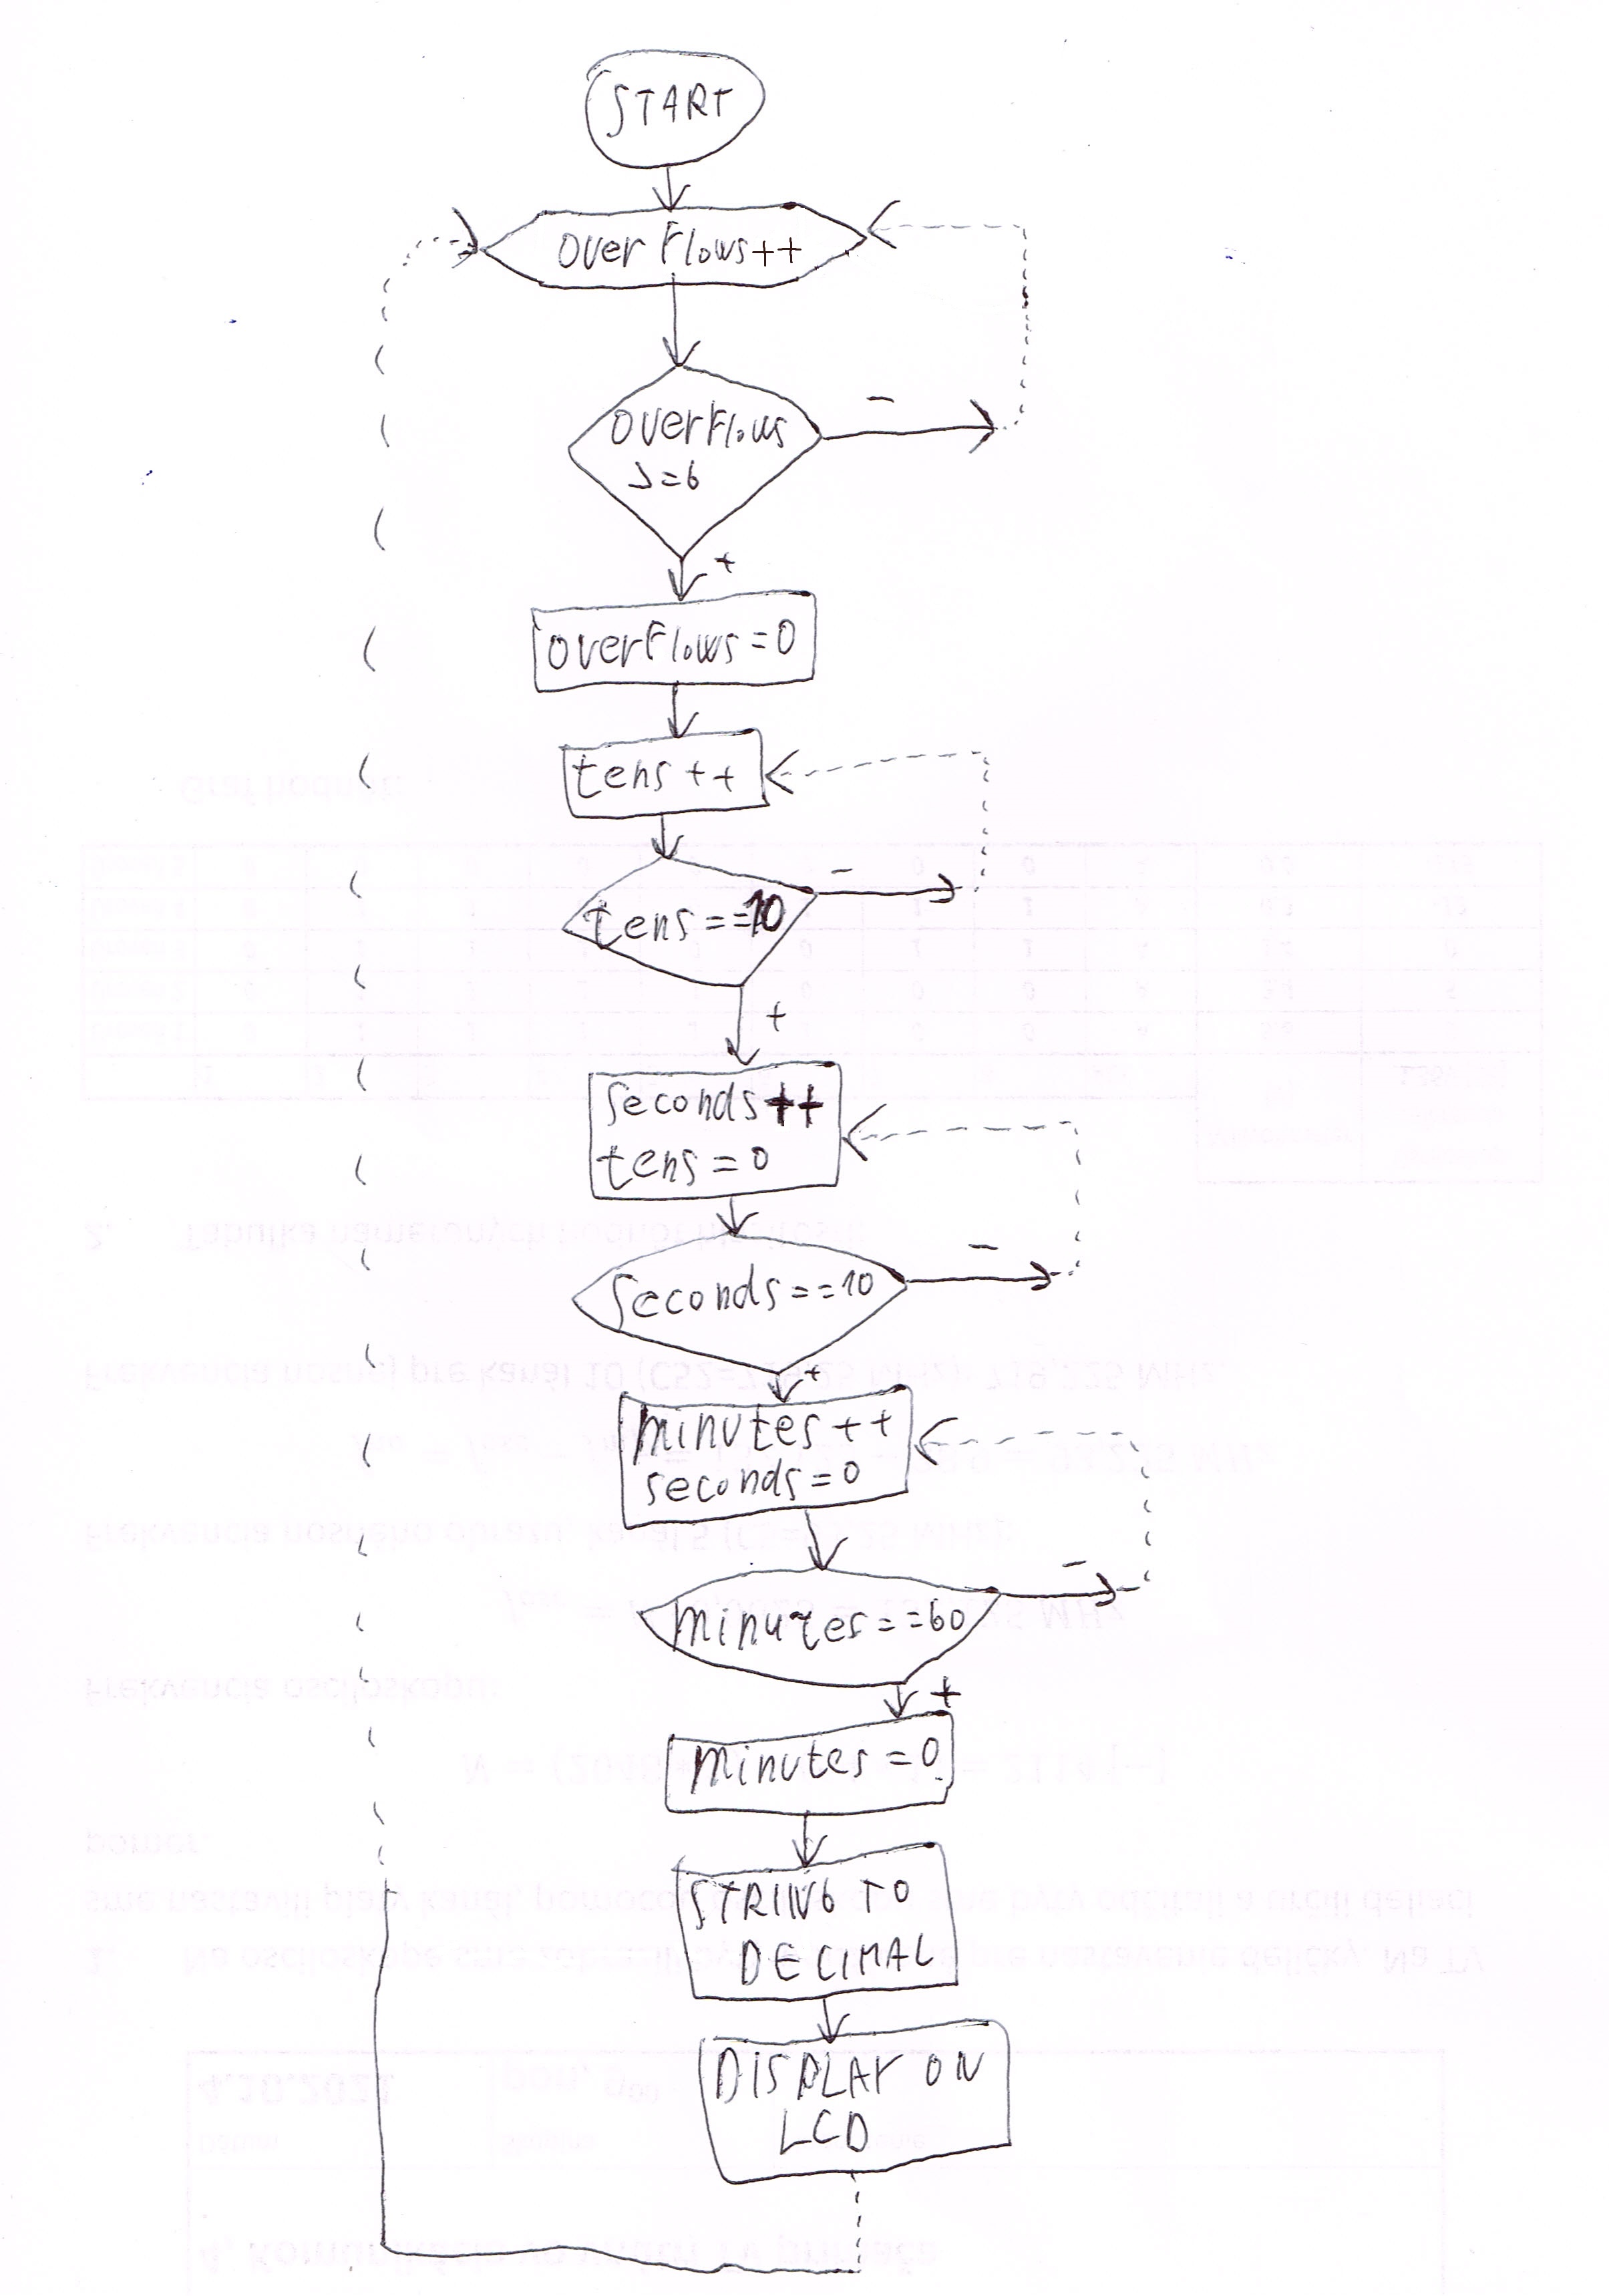 START
overflows++
overflows
>=6
-
+
overflows=0
tens++
-
tens==10
+
seconds++
tens=0
-
seconds==10
+
minutes++
seconds=0
-
minutes==60
+
minutes=0
STRING TO
DECIMAL
DISPLAY ON
LCD